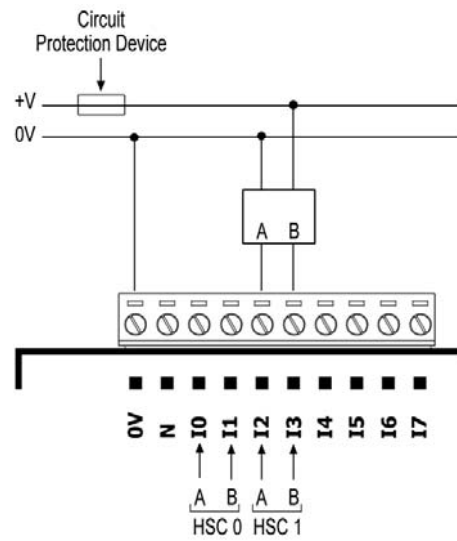 Circuit
Protection Device
+V
0V
A B
0V N I0 I1 I2 I3 I4 I5 I6 I7
A B A B
HSC 0 HSC 1